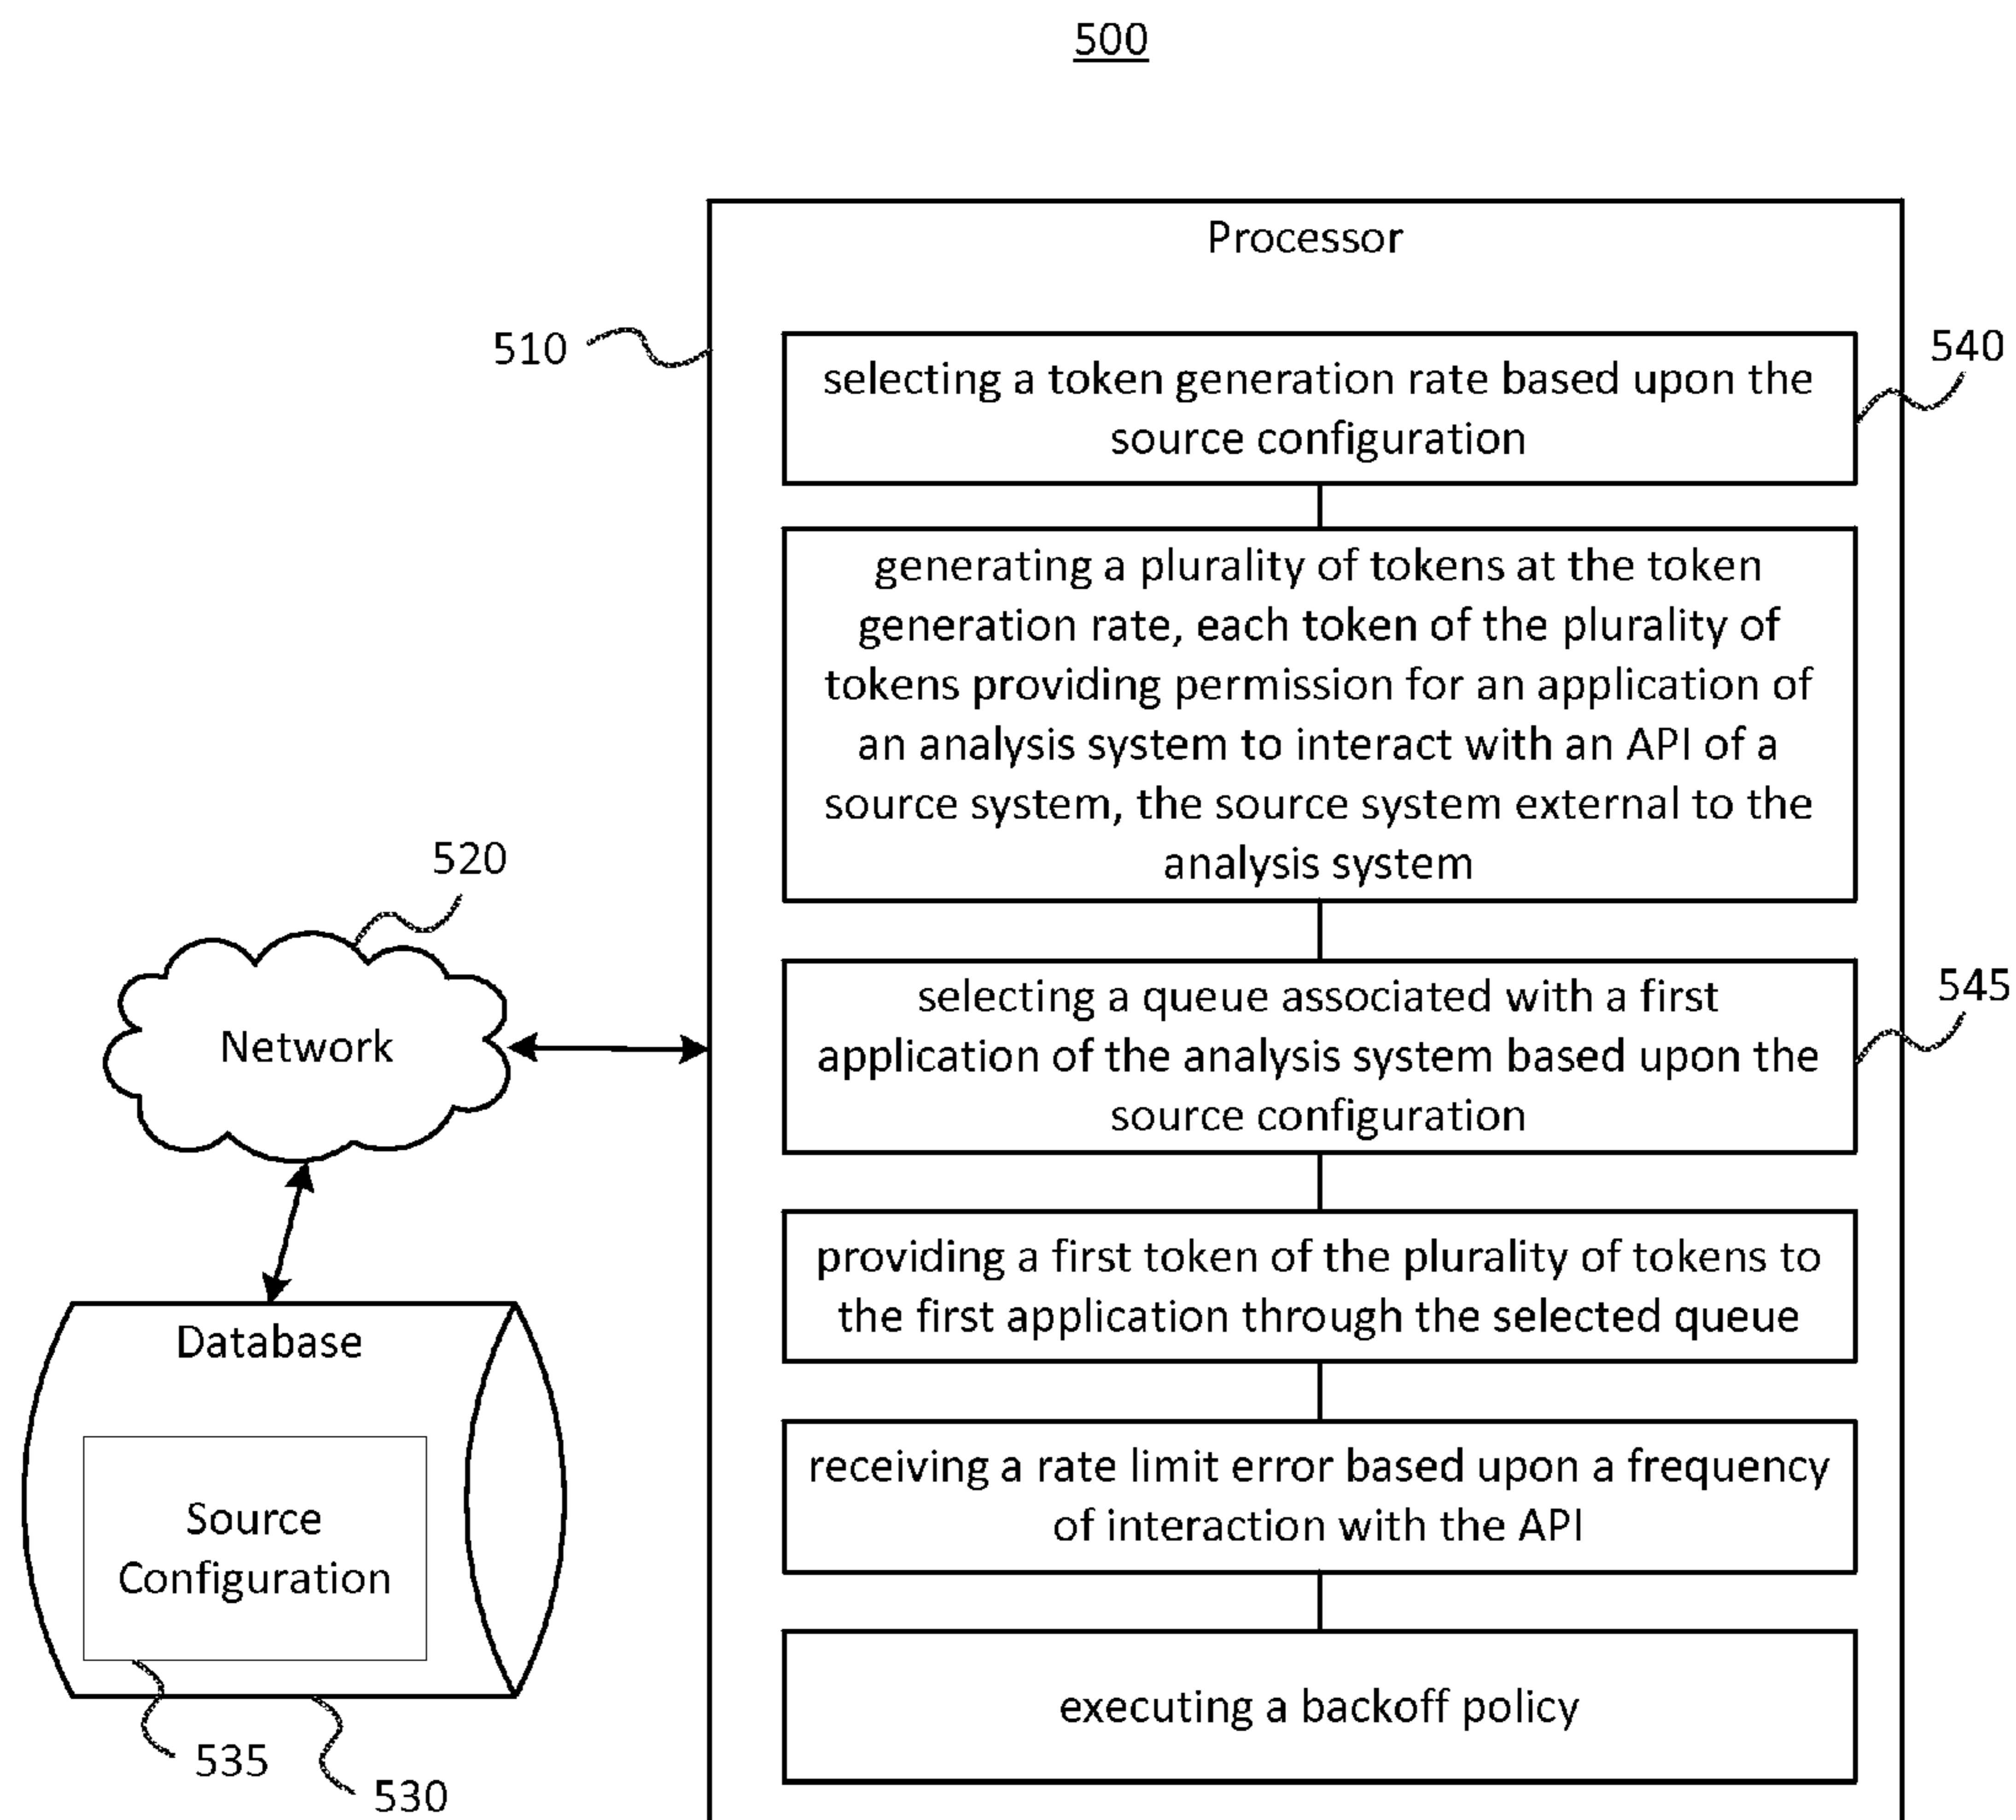 500
Processor
510
540
selecting a token generation rate based upon the
source configuration
generating a plurality of tokens at the token
generation rate, each token of the plurality of
tokens providing permission for an application of
an analysis system to interact with an API of a
source system, the source system external to the
analysis system
520
Network
545
selecting a queue associated with a first
application of the analysis system based upon the
source configuration
providing a first token of the plurality of tokens to
the first application through the selected queue
Database
Source
Configuration
535
530
receiving a rate limit error based upon a frequency
of interaction with the API
executing a backoff policy